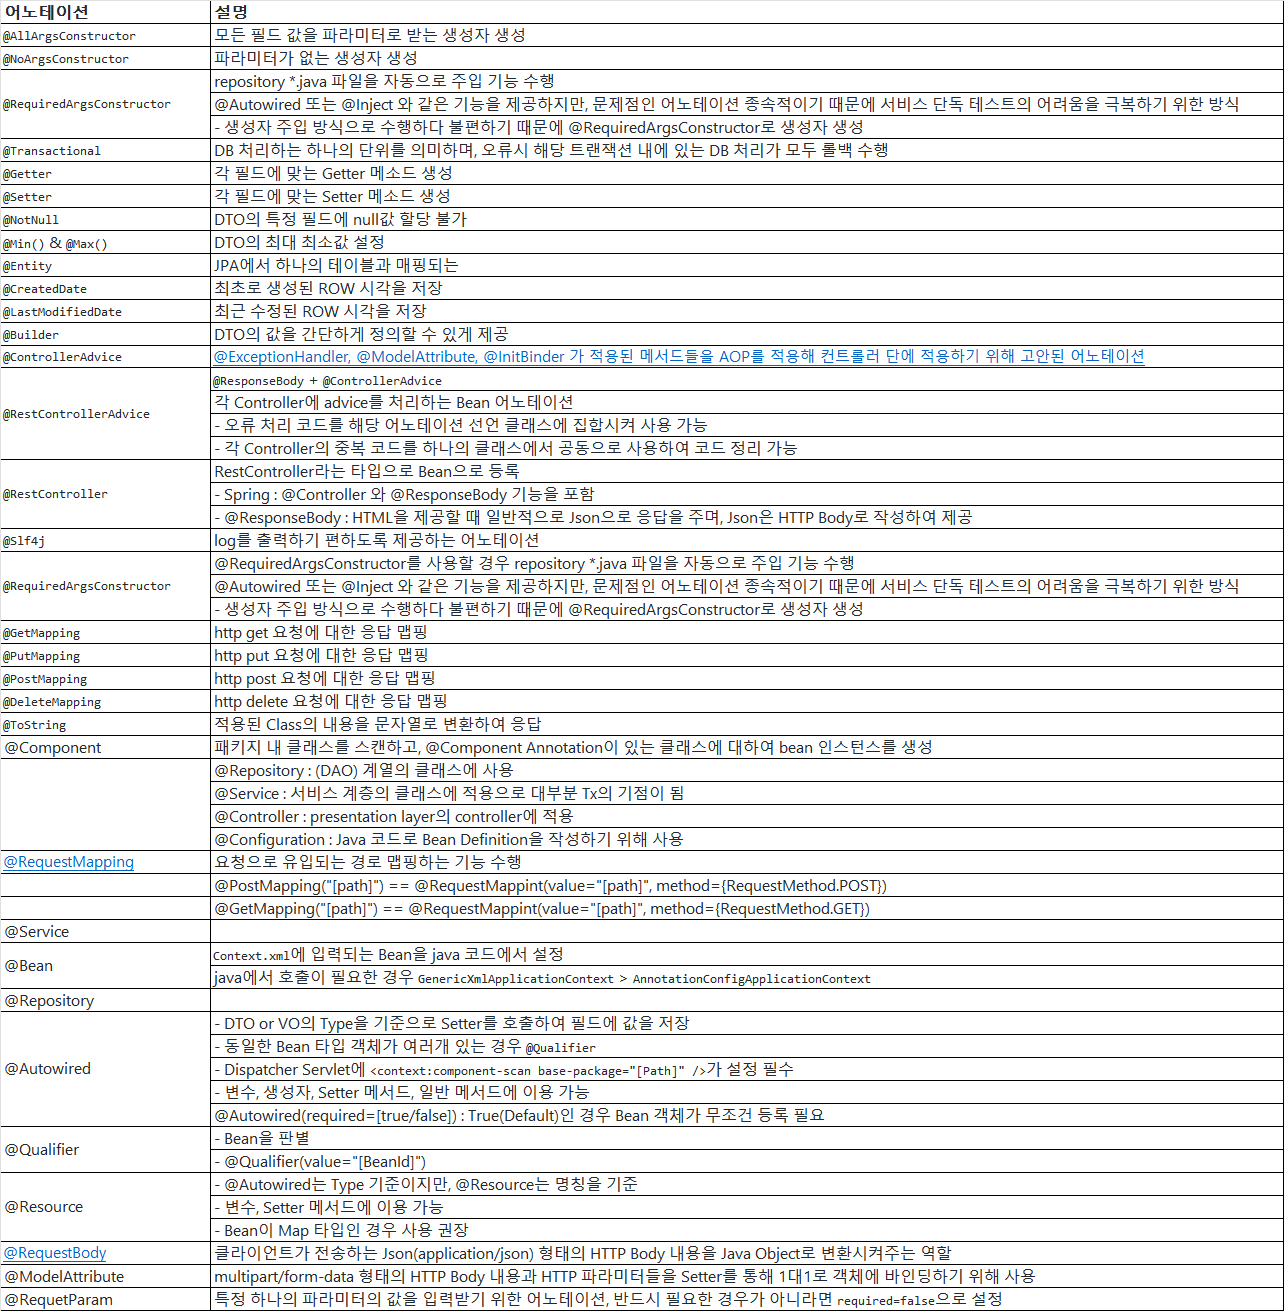 어노테이션 설명
@AllArgsConstructor 모든 필드 값을 파라미터로 받는 생성자 생성
@NoArgsConstructor 파라미터가 없는 생성자 생성
@RequiredArgsConstructor
repository *.java 파일을 자동으로 주입 기능 수행
@Autowired 또는 @Inject 와 같은 기능을 제공하지만, 문제점인 어노테이션 종속적이기 때문에 서비스 단독 테스트의 어려움을 극복하기 위한 방식
- 생성자 주입 방식으로 수행하다 불편하기 때문에 @RequiredArgsConstructor로 생성자 생성
@Transactional DB 처리하는 하나의 단위를 의미하며, 오류시 해당 트랜잭션 내에 있는 DB 처리가 모두 롤백 수행
@Getter 각 필드에 맞는 Getter 메소드 생성
@Setter 각 필드에 맞는 Setter 메소드 생성
@NotNull DTO의 특정 필드에 null값 할당 불가
@Min() & @Max() DTO의 최대 최소값 설정
@Entity JPA에서 하나의 테이블과 매핑되는
@CreatedDate 최초로 생성된 ROW 시각을 저장
@LastModifiedDate 최근 수정된 ROW 시각을 저장
@Builder DTO의 값을 간단하게 정의할 수 있게 제공
@ControllerAdvice @ExceptionHandler, @ModelAttribute, @InitBinder 가 적용된 메서드들을 AOP를 적용해 컨트롤러 단에 적용하기 위해 고안된 어노테이션
@RestControllerAdvice
@ResponseBody + @ControllerAdvice
각 Controller에 advice를 처리하는 Bean 어노테이션
- 오류 처리 코드를 해당 어노테이션 선언 클래스에 집합시켜 사용 가능
- 각 Controller의 중복 코드를 하나의 클래스에서 공동으로 사용하여 코드 정리 가능
@RestController
RestController라는 타입으로 Bean으로 등록
- Spring : @Controller 와 @ResponseBody 기능을 포함
- @ResponseBody : HTML을 제공할 때 일반적으로 Json으로 응답을 주며, Json은 HTTP Body로 작성하여 제공
@Slf4j log를 출력하기 편하도록 제공하는 어노테이션
@RequiredArgsConstructor
@RequiredArgsConstructor를 사용할 경우 repository *.java 파일을 자동으로 주입 기능 수행
@Autowired 또는 @Inject 와 같은 기능을 제공하지만, 문제점인 어노테이션 종속적이기 때문에 서비스 단독 테스트의 어려움을 극복하기 위한 방식
- 생성자 주입 방식으로 수행하다 불편하기 때문에 @RequiredArgsConstructor로 생성자 생성
@GetMapping http get 요청에 대한 응답 맵핑
@PutMapping http put 요청에 대한 응답 맵핑
@PostMapping http post 요청에 대한 응답 맵핑
@DeleteMapping http delete 요청에 대한 응답 맵핑
@ToString 적용된 Class의 내용을 문자열로 변환하여 응답
@Component 패키지 내 클래스를 스캔하고, @Component Annotation이 있는 클래스에 대하여 bean 인스턴스를 생성
@Repository : (DAO) 계열의 클래스에 사용
@Service : 서비스 계층의 클래스에 적용으로 대부분 Tx의 기점이 됨
@Controller : presentation layer의 controller에 적용
@Configuration : Java 코드로 Bean Definition을 작성하기 위해 사용
@RequestMapping 요청으로 유입되는 경로 맵핑하는 기능 수행
@PostMapping("[path]") == @RequestMappint(value="[path]", method={RequestMethod.POST})
@GetMapping("[path]") == @RequestMappint(value="[path]", method={RequestMethod.GET})
@Service
@Bean
Context.xml에 입력되는 Bean을 java 코드에서 설정
java에서 호출이 필요한 경우 GenericXmlApplicationContext > AnnotationConfigApplicationContext
@Repository
@Autowired
- DTO or VO의 Type을 기준으로 Setter를 호출하여 필드에 값을 저장
- 동일한 Bean 타입 객체가 여러개 있는 경우 @Qualifier
- Dispatcher Servlet에 <context:component-scan base-package="[Path]" />가 설정 필수
- 변수, 생성자, Setter 메서드, 일반 메서드에 이용 가능
@Autowired(required=[true/false]) : True(Default)인 경우 Bean 객체가 무조건 등록 필요
@Qualifier
- Bean을 판별
- @Qualifier(value="[BeanId]")
@Resource
- @Autowired는 Type 기준이지만, @Resource는 명칭을 기준
- 변수, Setter 메서드에 이용 가능
- Bean이 Map 타입인 경우 사용 권장
@RequestBody 클라이언트가 전송하는 Json(application/json) 형태의 HTTP Body 내용을 Java Object로 변환시켜주는 역할
@ModelAttribute multipart/form-data 형태의 HTTP Body 내용과 HTTP 파라미터들을 Setter를 통해 1대1로 객체에 바인딩하기 위해 사용
@RequetParam 특정 하나의 파라미터의 값을 입력받기 위한 어노테이션, 반드시 필요한 경우가 아니라면 required=false으로 설정